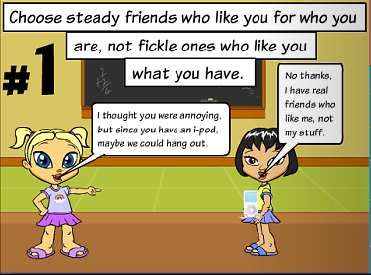 Choose steady friends who like you for who you
are, not fickle ones who like you
what you have.
#1
No thanks,
I have real
friends who
like me, not
my stuff.
I thought you were annoying,
but since you have an i-pod,
maybe we could hang out.